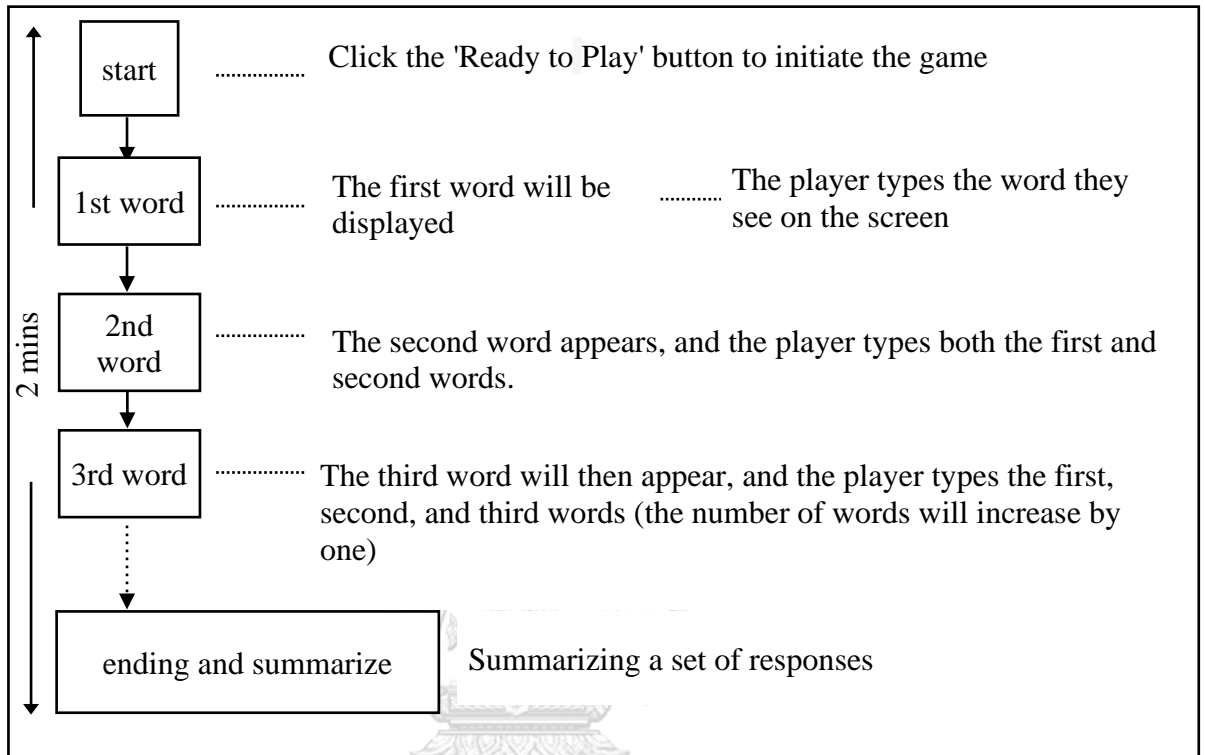 start
Click the 'Ready to Play' button to initiate the game
1st word
The first word will be
displayed
The player types the word they
see on the screen
2 mins
2nd
word
The second word appears, and the player types both the first and
second words.
3rd word
The third word will then appear, and the player types the first,
second, and third words (the number of words will increase by
one)
ending and summarize
Summarizing a set of responses